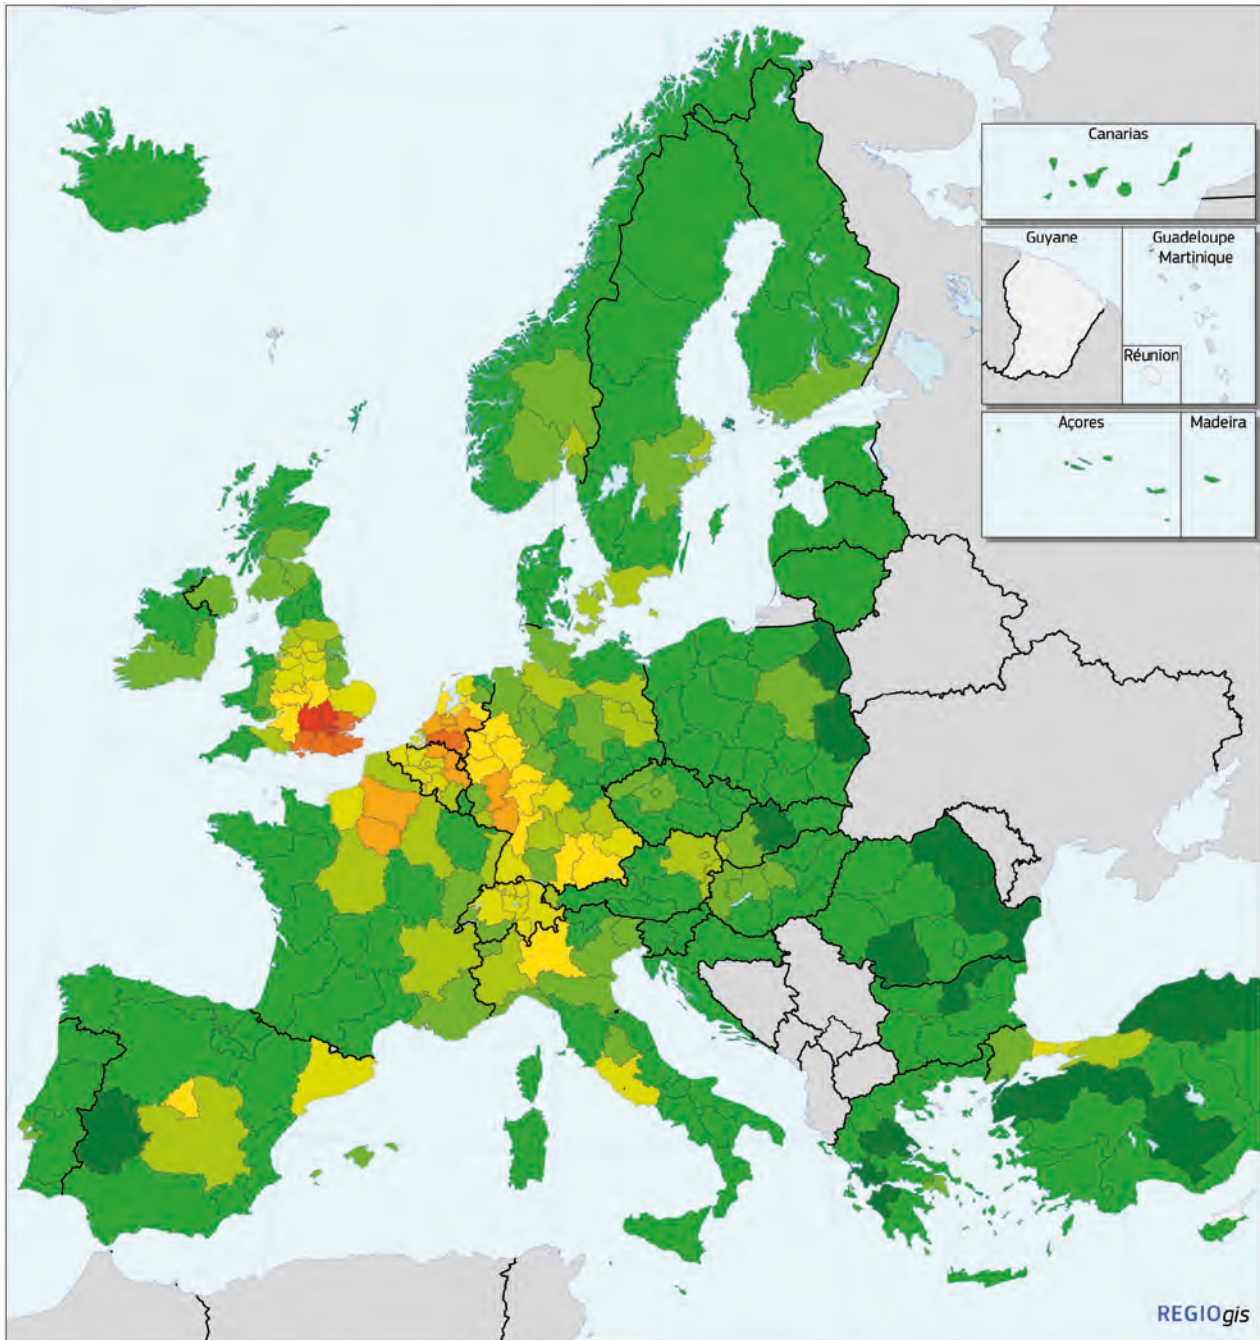 Canarias
Guyane
Guadeloupe
Martinique
Réunion
Açores
Madeira
REGIOgis